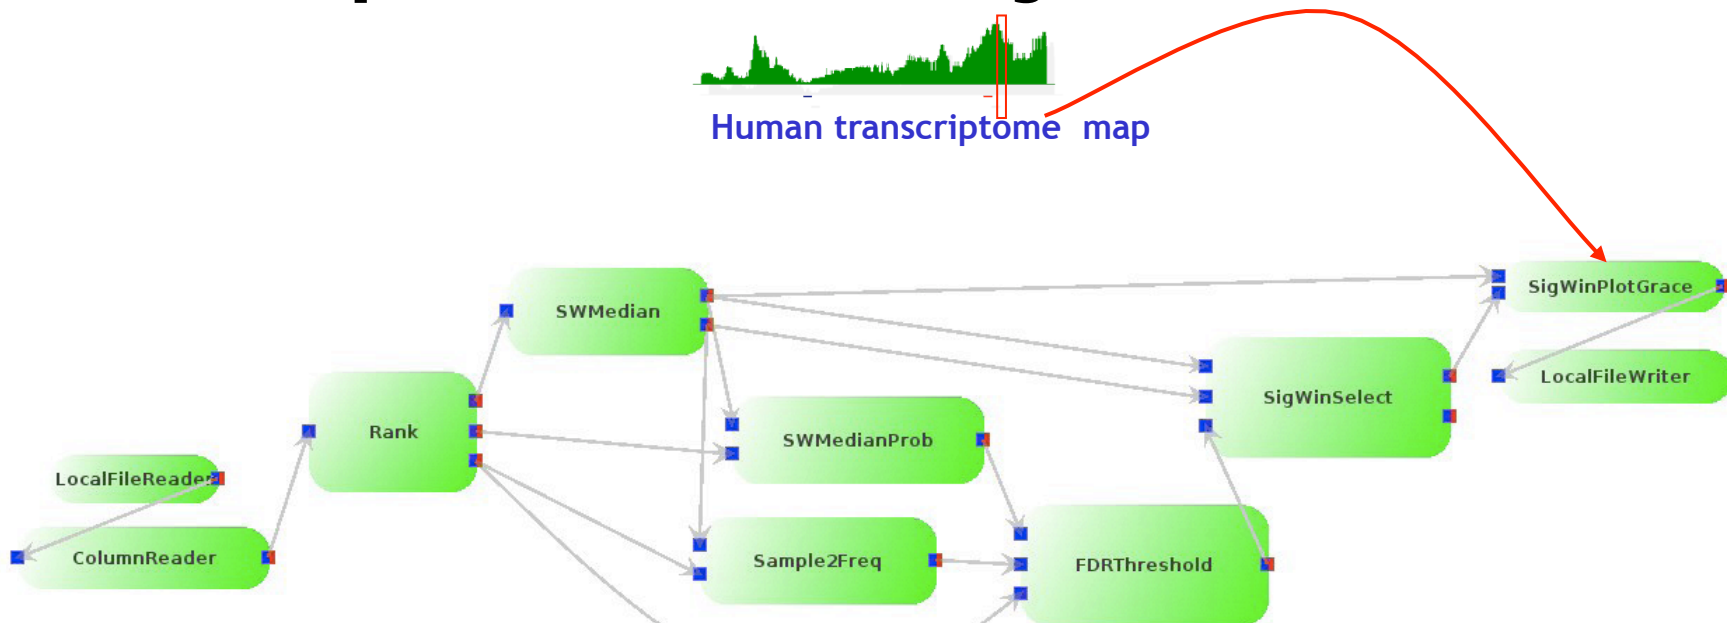 Human transcriptome map
SWMedian
SigWinPlotGrace
LocalFileWriter
SigWinSelect
Rank
SWMedianProb
LocalFileReader
ColumnReader
Sample2Freq
FDRThreshold